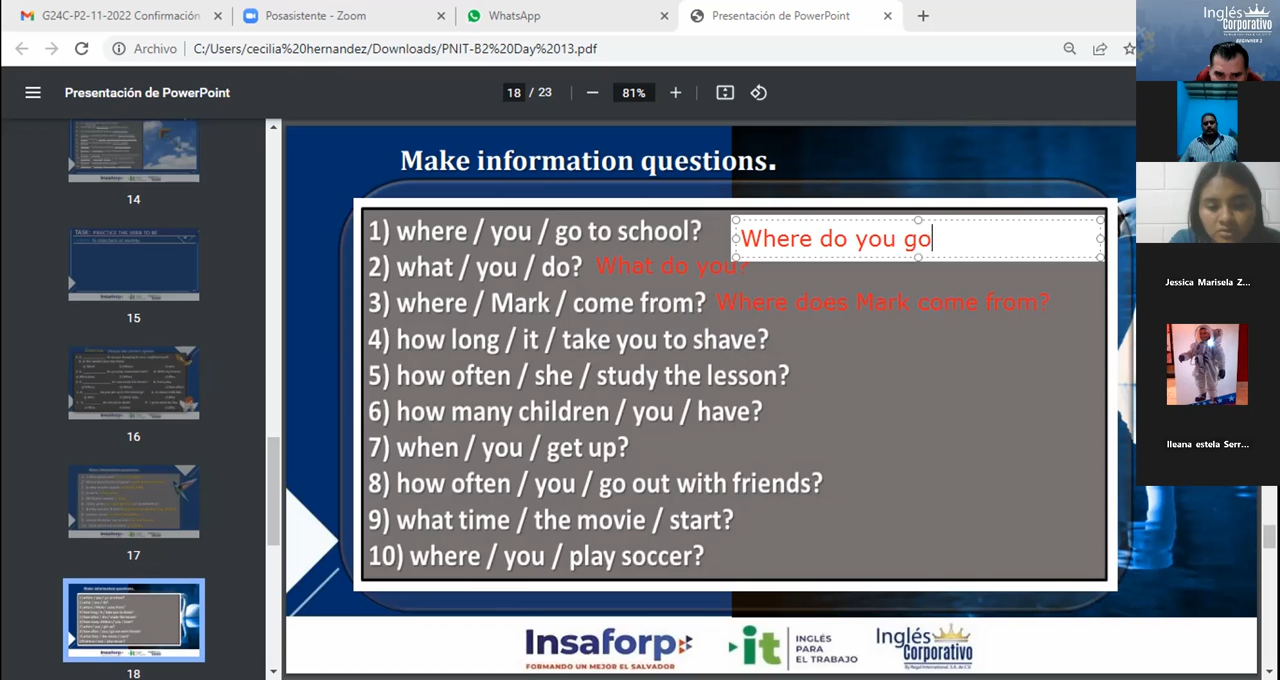 G24C-P2-11-2022 Confirmación
Posasistente - Zoom
WhatsApp
Presentación de PowerPoint
Archivo
C:/Users/cecilia%20hernandez/Downloads/PNIT-B2%20Day%2013.pdf
Presentación de PowerPoint
18 / 23
81%
14
15
16
17
18
Make information questions.
1) where / you / go to school?
Where do you go
2) what / you / do? What do you?
3) where / Mark / come from? Where does Mark come from?
4) how long / it / take you to shave?
5) how often / she / study the lesson?
6) how many children / you / have?
7) when / you / get up?
8) how often / you / go out with friends?
9) what time / the movie / start?
10) where / you / play soccer?
Insaforp
FORMANDO UN MEJOR EL SALVADOR
it
INGLÉS
PARA
EL TRABAJO
Inglés
Corporativo
Inglés
Corporativo
BEGINNER 2
Jessica Marisela Z...
Ileana estela Serr...